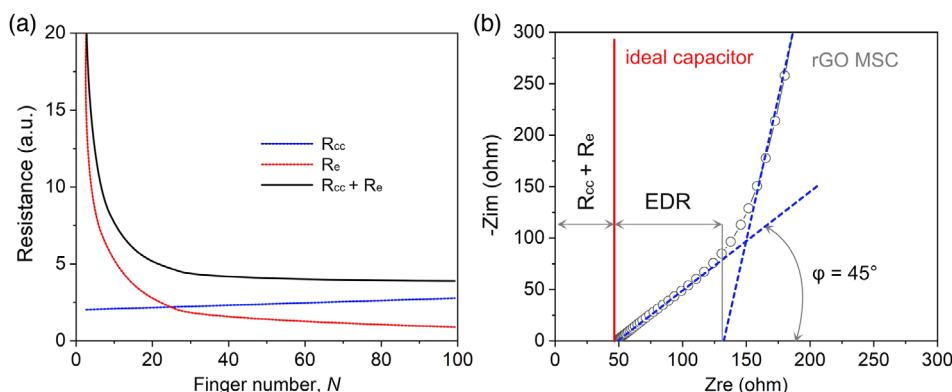 (a)
20
15
10
5
0
0
20
40
60
80
100
Resistance (a.u.)
Finger number, N
Rcc
Re
Rcc + Re
(b)
300
250
200
150
100
50
0
0
50
100
150
200
250
300
-Zim (ohm)
Zre (ohm)
ideal capacitor
rGO MSC
Rcc + Re
EDR
φ = 45°